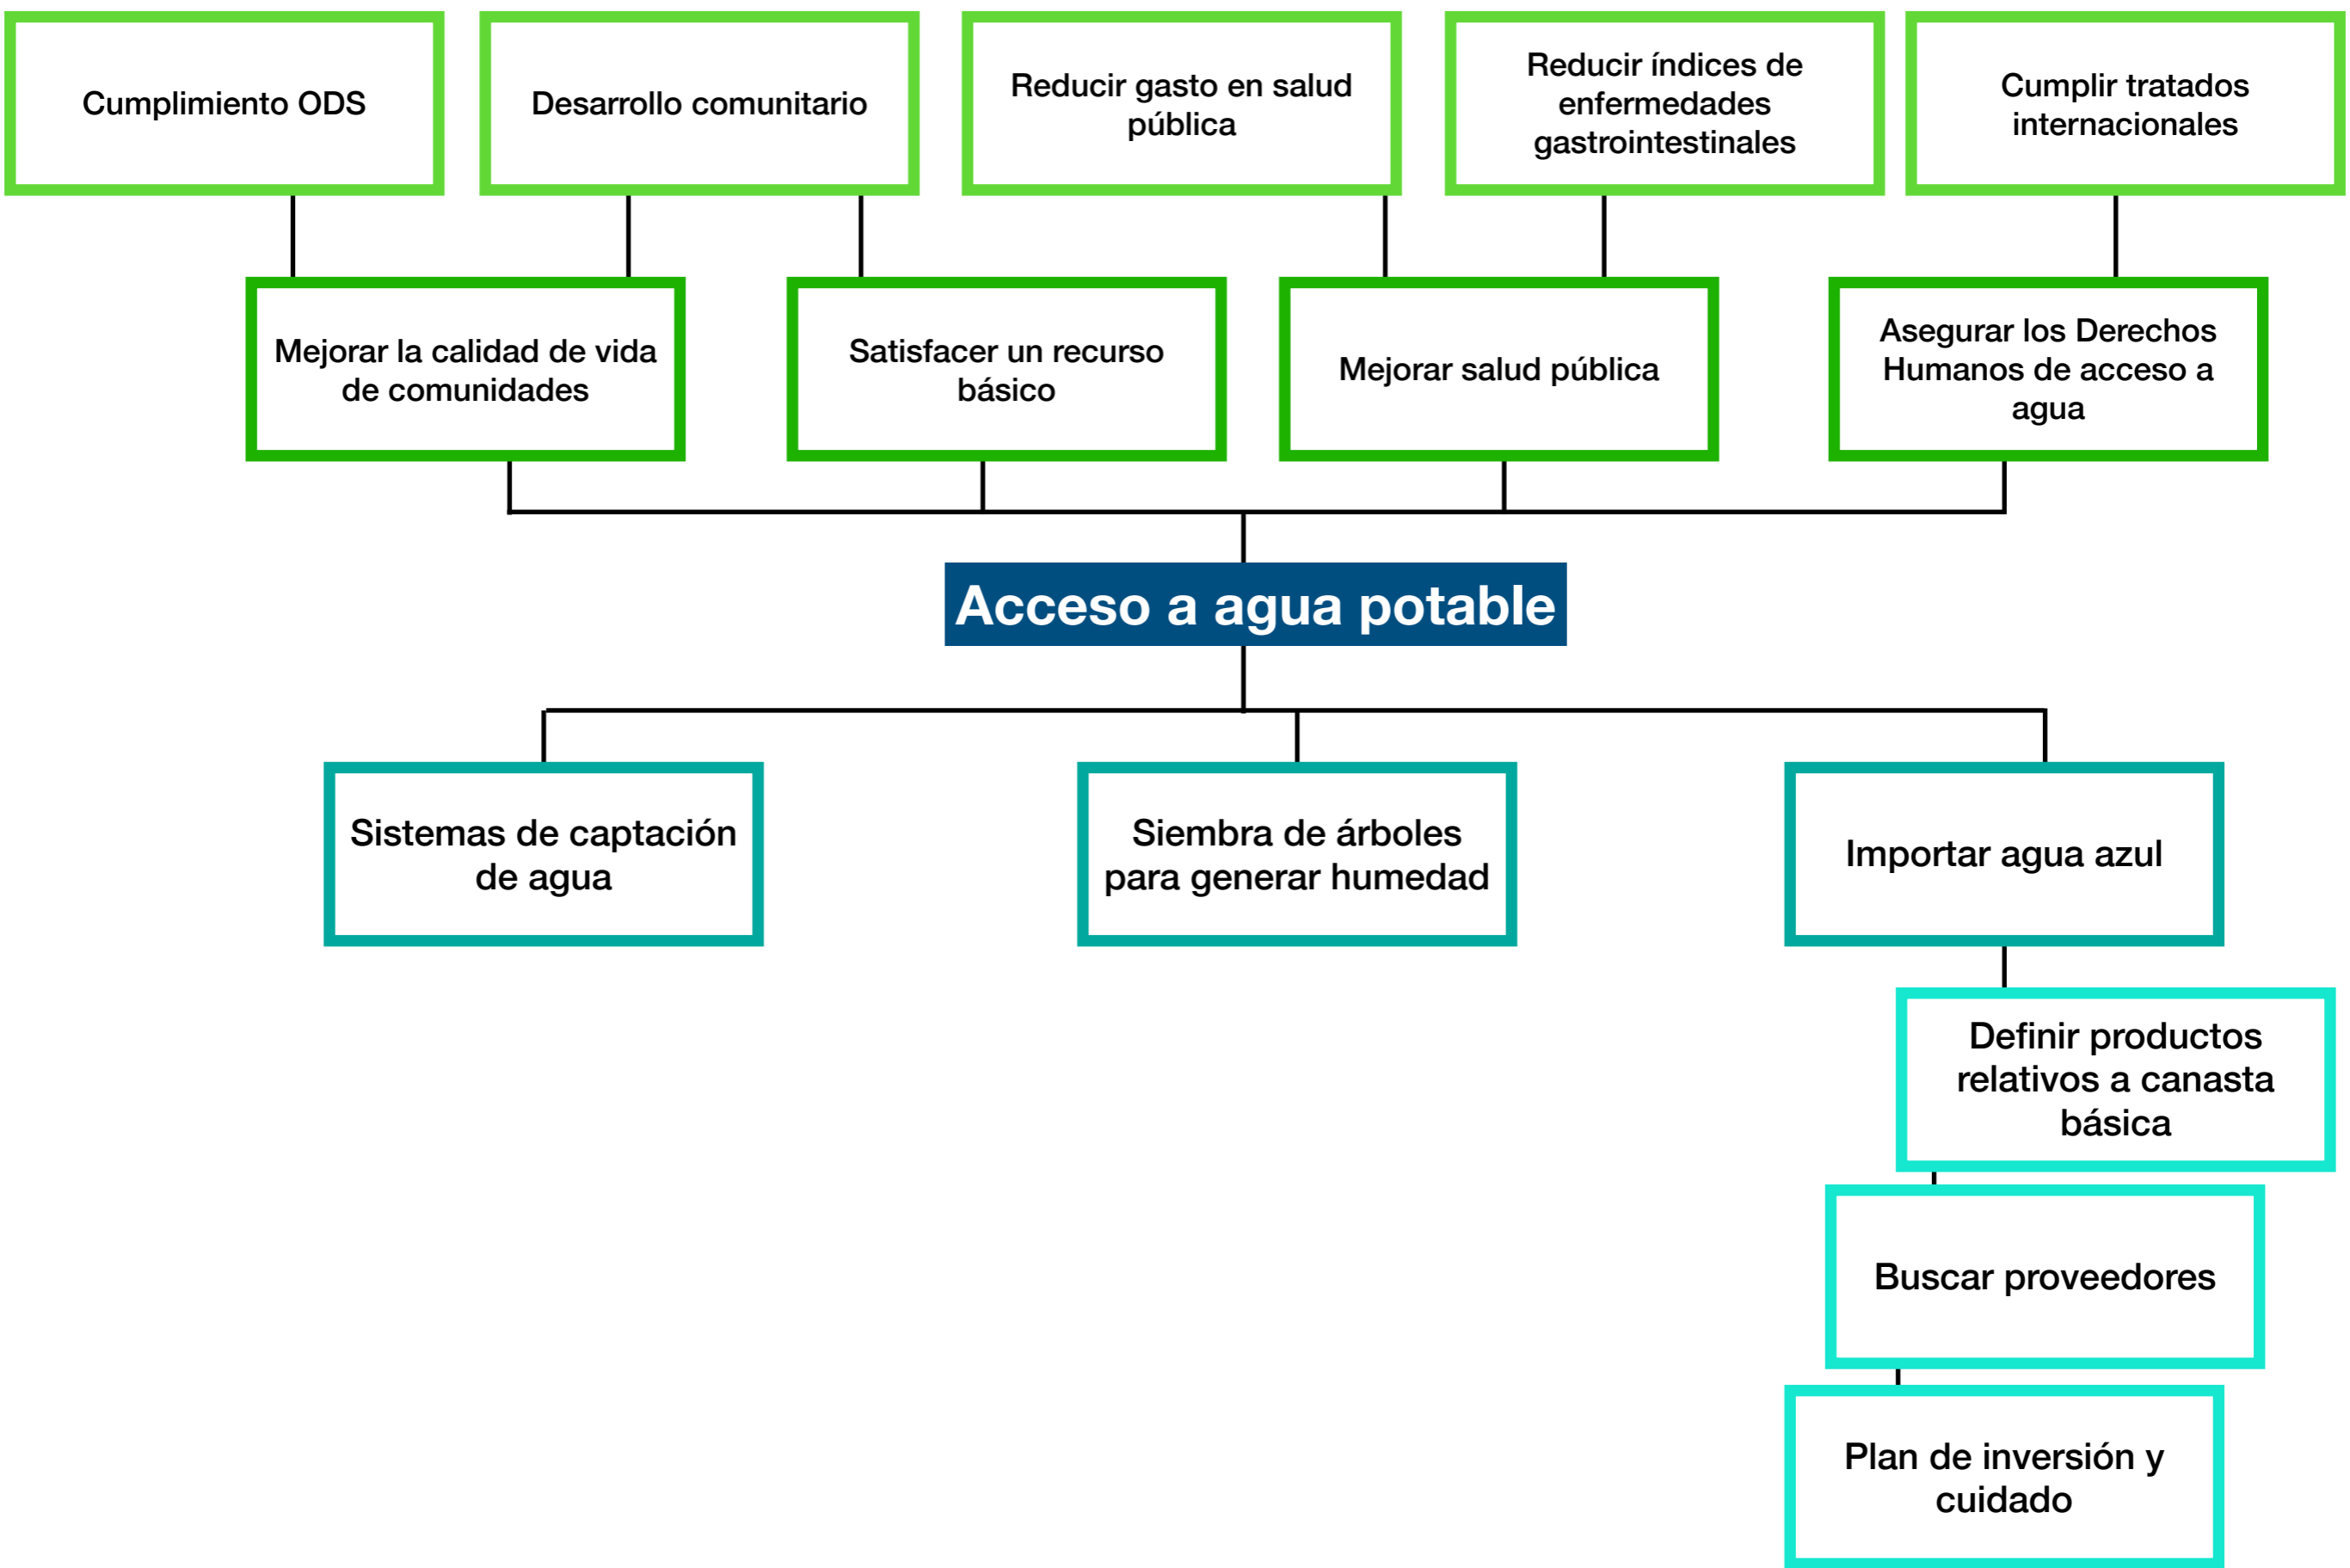 Cumplimiento ODS
Desarrollo comunitario
Reducir gasto en salud
pública
Reducir índices de
enfermedades
gastrointestinales
Cumplir tratados
internacionales
Mejorar la calidad de vida
de comunidades
Satisfacer un recurso
básico
Mejorar salud pública
Asegurar los Derechos
Humanos de acceso a
agua
Acceso a agua potable
Sistemas de captación
de agua
Siembra de árboles
para generar humedad
Importar agua azul
Definir productos
relativos a canasta
básica
Buscar proveedores
Plan de inversión y
cuidado